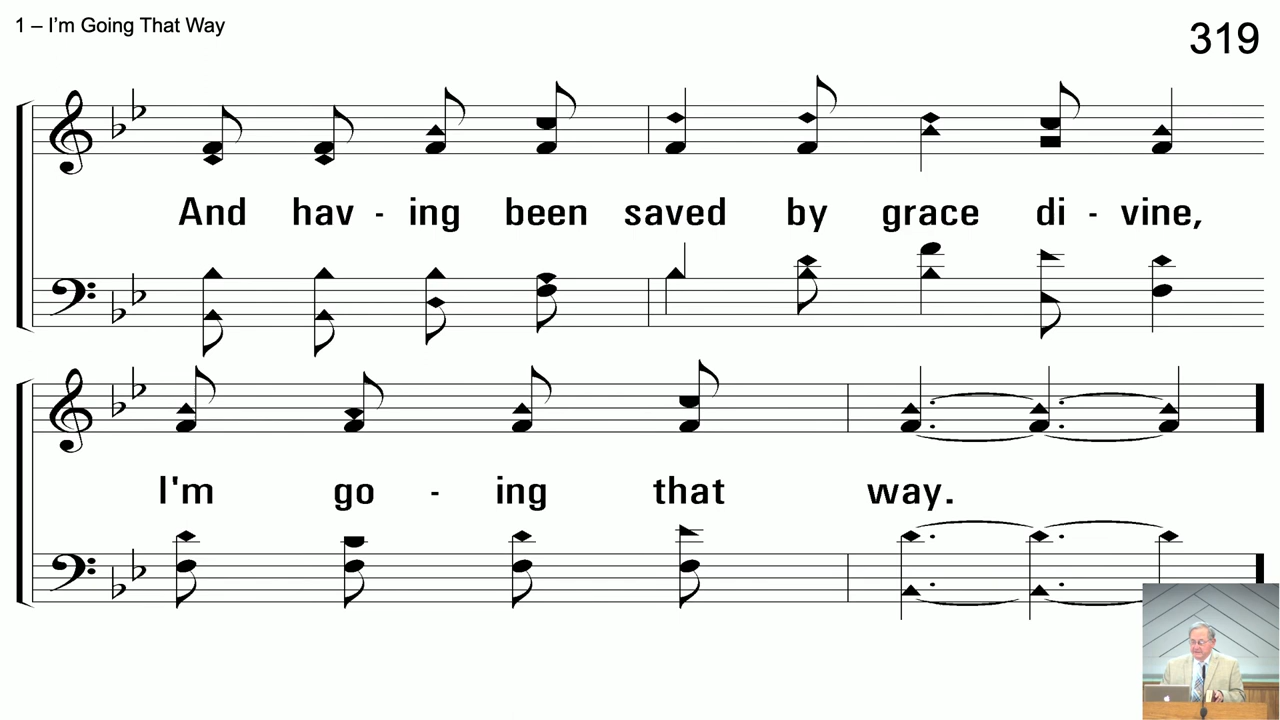 1 – I’m Going That Way
319
And hav - ing been saved by grace di - vine,
I'm go - ing that way.